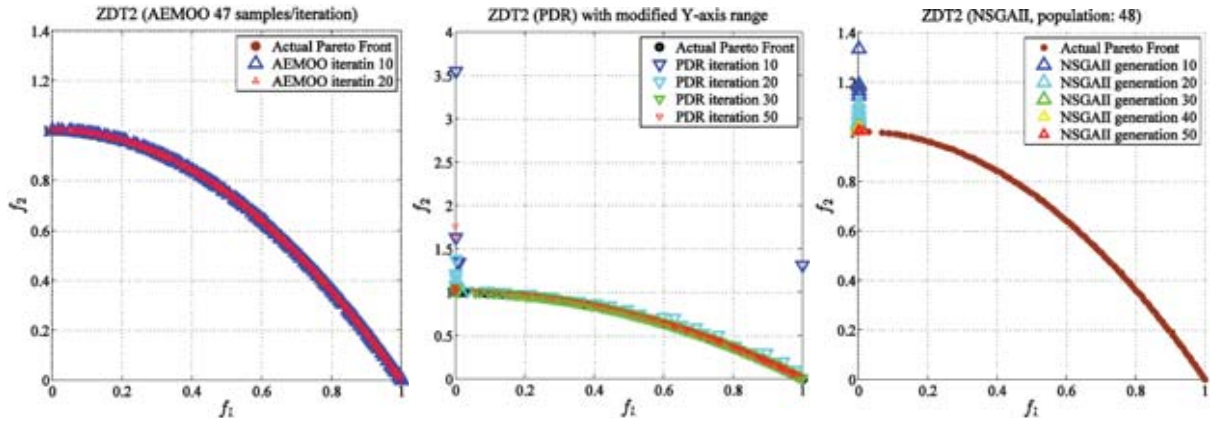 ZDT2 (AEMOO 47 samples/iteration)
1.4
1.2
1.0
0.8
0.6
0.4
0.2
0
f2
0 0.2 0.4 0.6 0.8 1
f1
Actual Pareto Front
AEMOO iteratin 10
AEMOO iteration 20
ZDT2 (PDR) with modified Y-axis range
4
3.5
3
2.5
2
1.5
1
0.5
0
f2
0 0.2 0.4 0.6 0.8 1
f1
Actual Pareto Front
PDR iteration 10
PDR iteration 20
PDR iteration 30
PDR iteration 50
ZDT2 (NSGAII, population: 48)
1.4
1.2
1.0
0.8
0.6
0.4
0.2
0
f2
0 0.2 0.4 0.6 0.8 1
f1
Actual Pareto Front
NSGAII generation 10
NSGAII generation 20
NSGAII generation 30
NSGAII generation 40
NSGAII generation 50